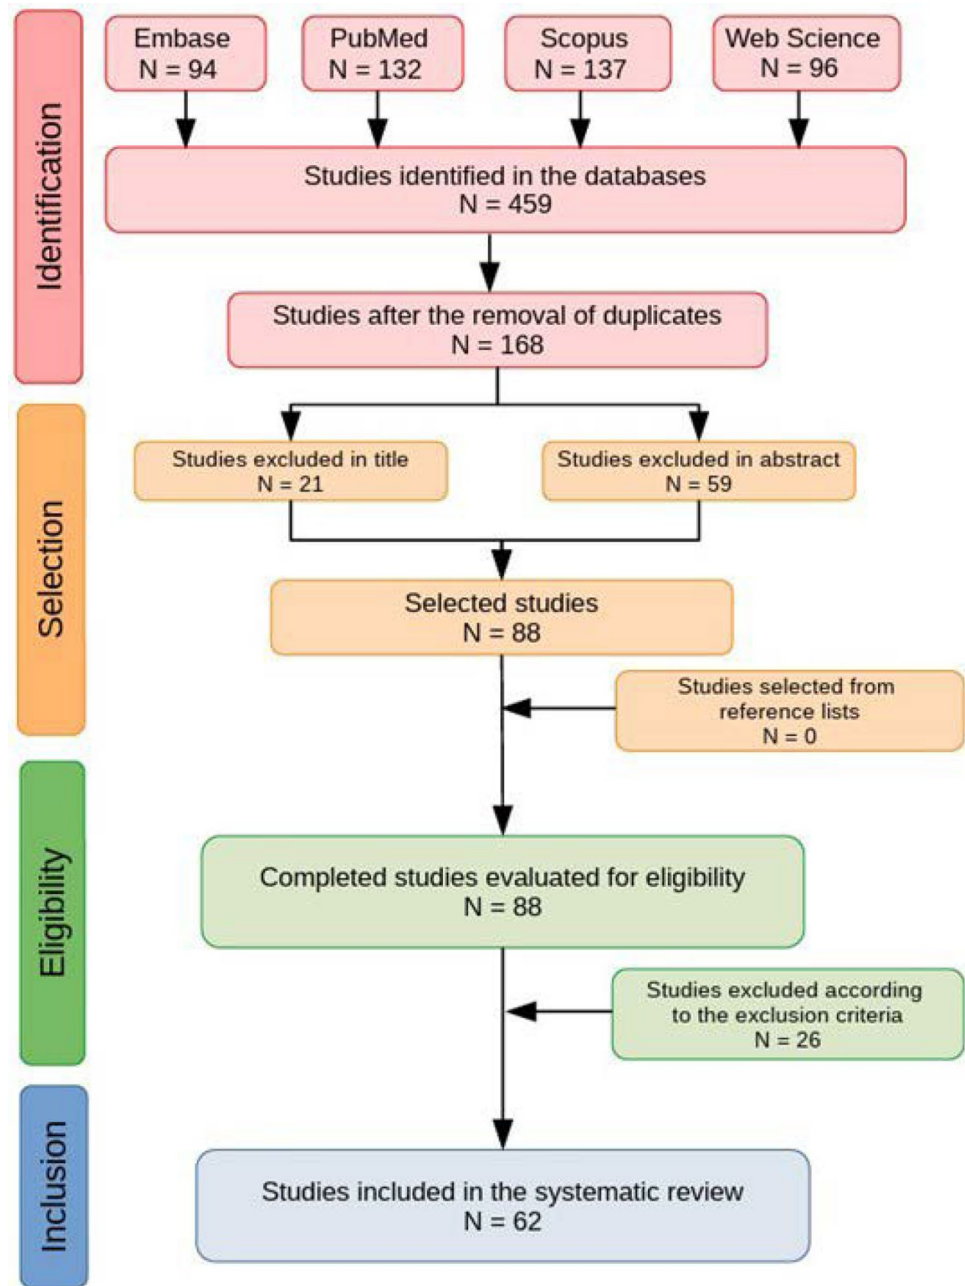 Identification
Embase
N = 94
PubMed
N = 132
Scopus
N = 137
Web Science
N = 96
Studies identified in the databases
N = 459
Studies after the removal of duplicates
N = 168
Selection
Studies excluded in title
N = 21
Studies excluded in abstract
N = 59
Selected studies
N = 88
Studies selected from
reference lists
N = 0
Eligibility
Completed studies evaluated for eligibility
N = 88
Studies excluded according
to the exclusion criteria
N = 26
Inclusion
Studies included in the systematic review
N = 62